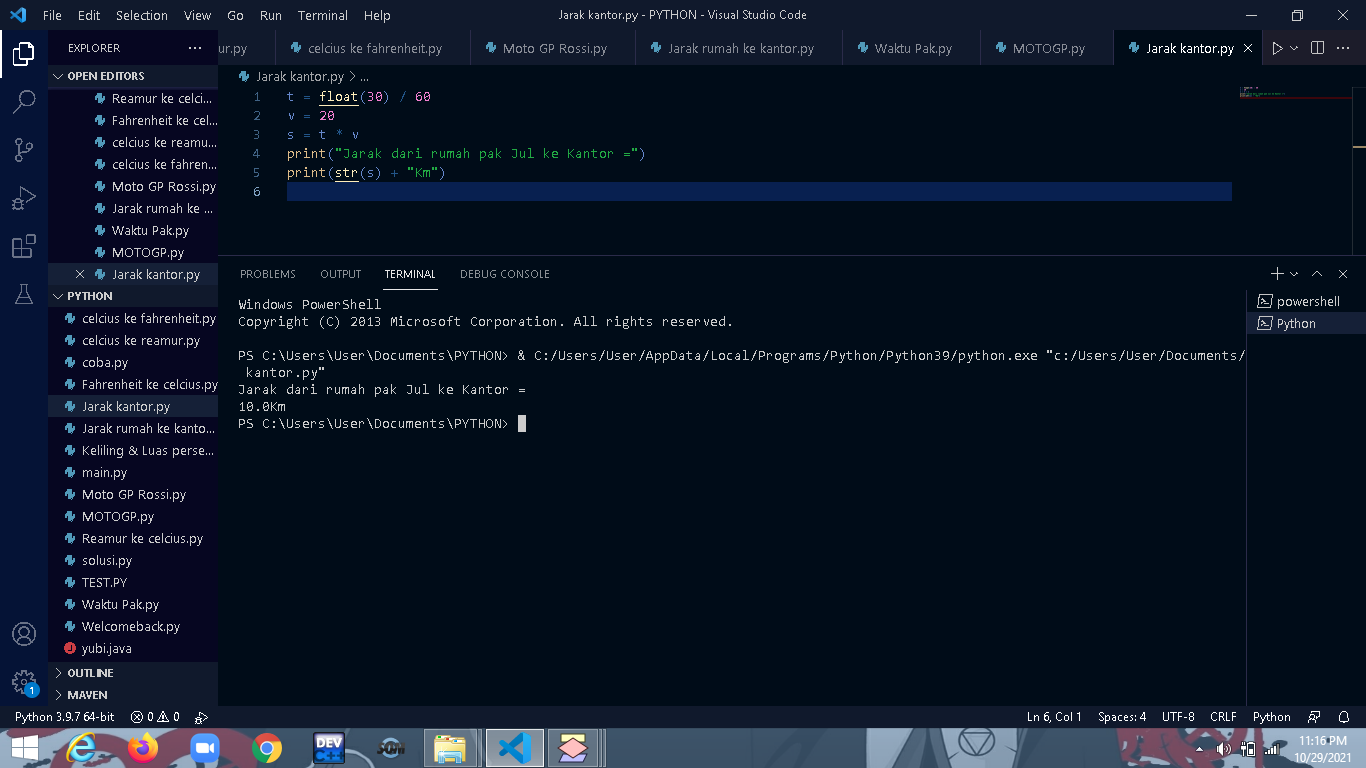 File Edit Selection View Go Run Terminal Help Jarak kantor.py - PYTHON - Visual Studio Code
EXPLORER ...
ur.py celcius ke fahrenheit.py Moto GP Rossi.py Jarak rumah ke kantor.py Waktu Pak.py MOTOGP.py Jarak kantor.py
OPEN EDITORS
Reamur ke celci...
Fahrenheit ke cel...
celcius ke reamu...
celcius ke fahren...
Moto GP Rossi.py
Jarak rumah ke ...
Waktu Pak.py
MOTOGP.py
Jarak kantor.py
PYTHON
celcius ke fahrenheit.py
celcius ke reamur.py
coba.py
Fahrenheit ke celcius.py
Jarak kantor.py
Jarak rumah ke kanto...
Keliling & Luas perse...
main.py
Moto GP Rossi.py
MOTOGP.py
Reamur ke celcius.py
solusi.py
TEST.PY
Waktu Pak.py
Welcomeback.py
yubi.java
OUTLINE
MAVEN
1
Jarak kantor.py > ...
1 t = float(30) / 60
2 v = 20
3 s = t * v
4 print("Jarak dari rumah pak Jul ke Kantor =")
5 print(str(s) + "Km")
6
PROBLEMS OUTPUT TERMINAL DEBUG CONSOLE
Windows PowerShell
Copyright (C) 2013 Microsoft Corporation. All rights reserved.
PS C:\Users\User\Documents\PYTHON> & C:/Users/User/AppData/Local/Programs/Python/Python39/python.exe "c:/Users/User/Documents/
kantor.py"
Jarak dari rumah pak Jul ke Kantor =
10.0Km
PS C:\Users\User\Documents\PYTHON>
powershell
Python
Python 3.9.7 64-bit 0 0 Ln 6, Col 1 Spaces: 4 UTF-8 CRLF Python
DEV
C++
11:16 PM
10/29/2021